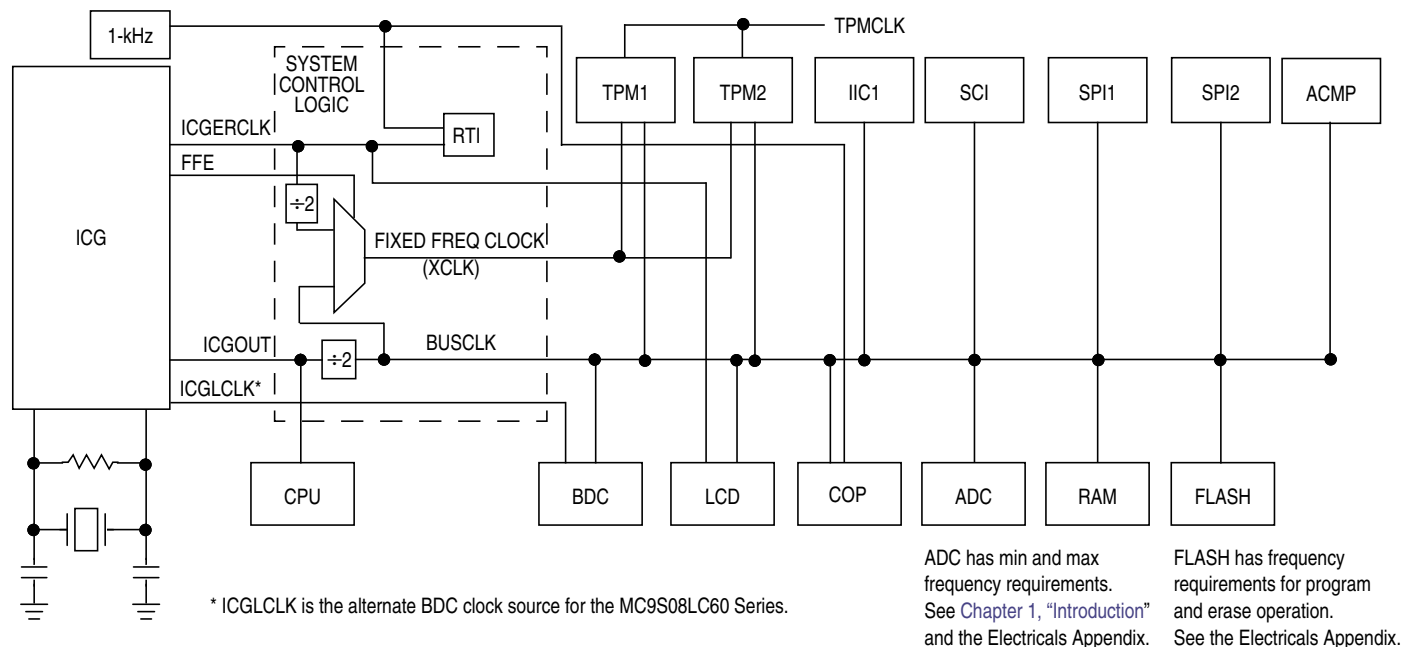 1-kHz
TPMCLK
SYSTEM
CONTROL
LOGIC
TPM1
TPM2
IIC1
SCI
SPI1
SPI2
ACMP
ICGERCLK
RTI
FFE
÷2
ICG
FIXED FREQ CLOCK
(XCLK)
ICGOUT
÷2
BUSCLK
ICGLCLK*
CPU
BDC
LCD
COP
ADC
RAM
FLASH
ADC has min and max
frequency requirements.
See Chapter 1, “Introduction”
and the Electricals Appendix.
FLASH has frequency
requirements for program
and erase operation.
See the Electricals Appendix.
* ICGLCLK is the alternate BDC clock source for the MC9S08LC60 Series.